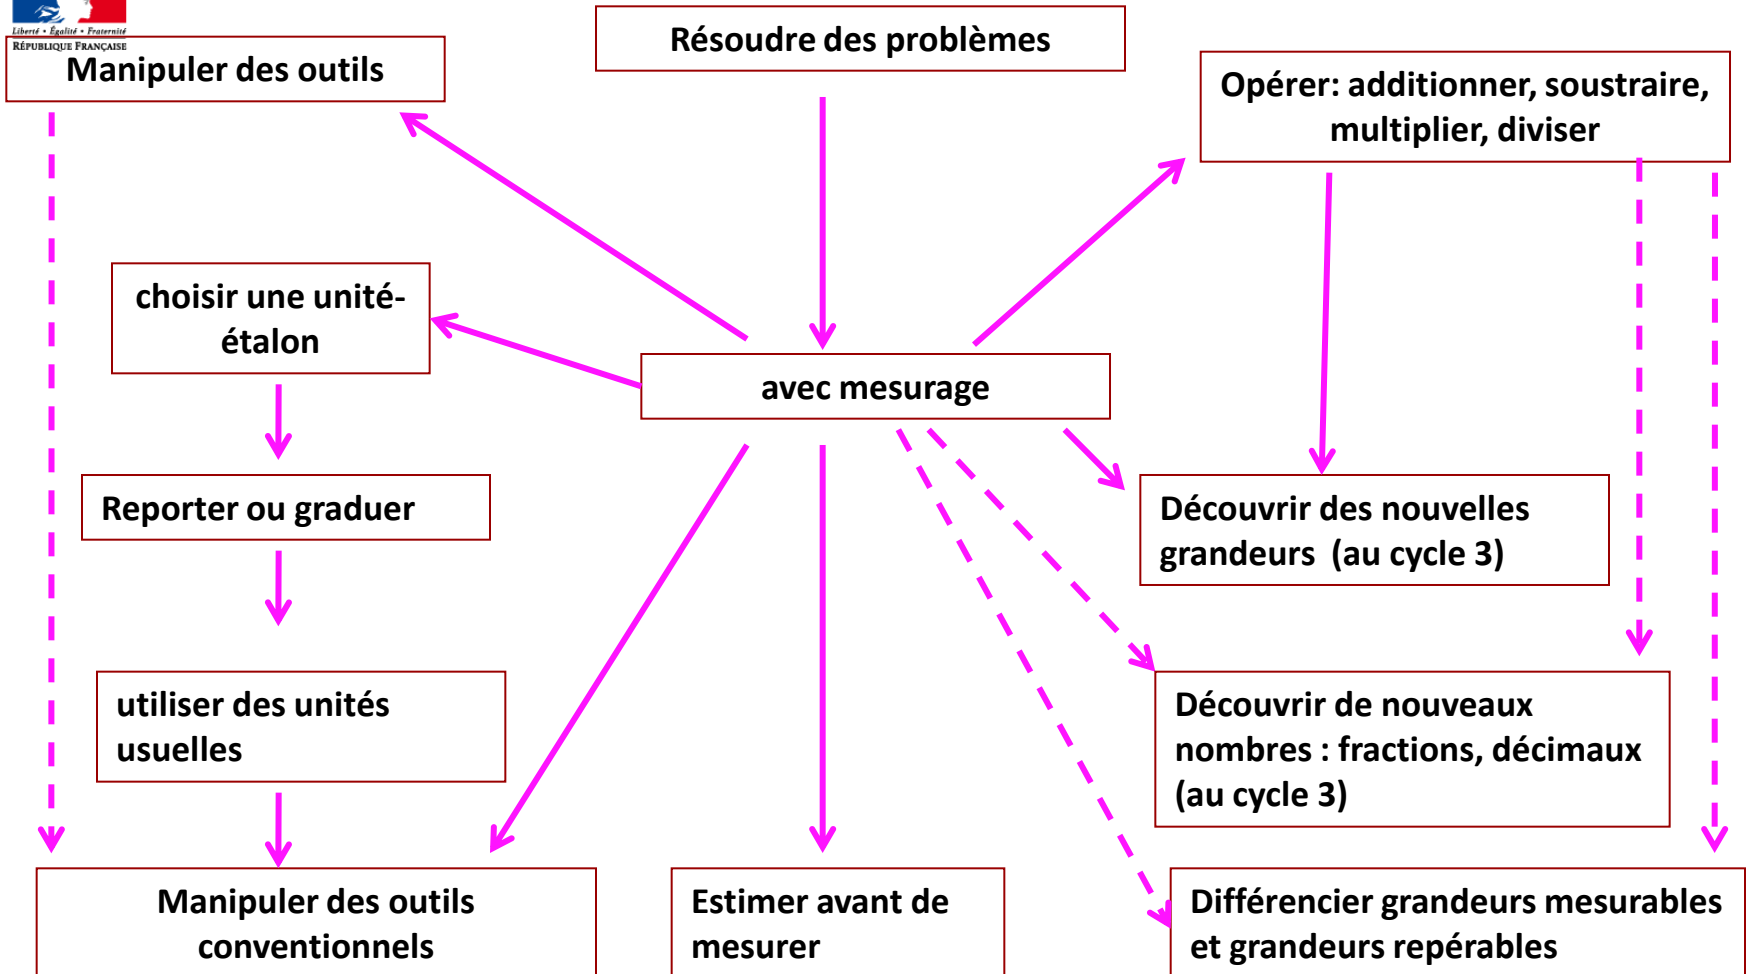 Liberté • Égalité • Fraternité
RÉPUBLIQUE FRANÇAISE
Manipuler des outils
Résoudre des problèmes
Opérer: additionner, soustraire,
multiplier, diviser
choisir une unité-
étalon
avec mesurage
Reporter ou graduer
Découvrir des nouvelles
grandeurs (au cycle 3)
utiliser des unités
usuelles
Découvrir de nouveaux
nombres : fractions, décimaux
(au cycle 3)
Manipuler des outils
conventionnels
Estimer avant de
mesurer
Différencier grandeurs mesurables
et grandeurs repérables